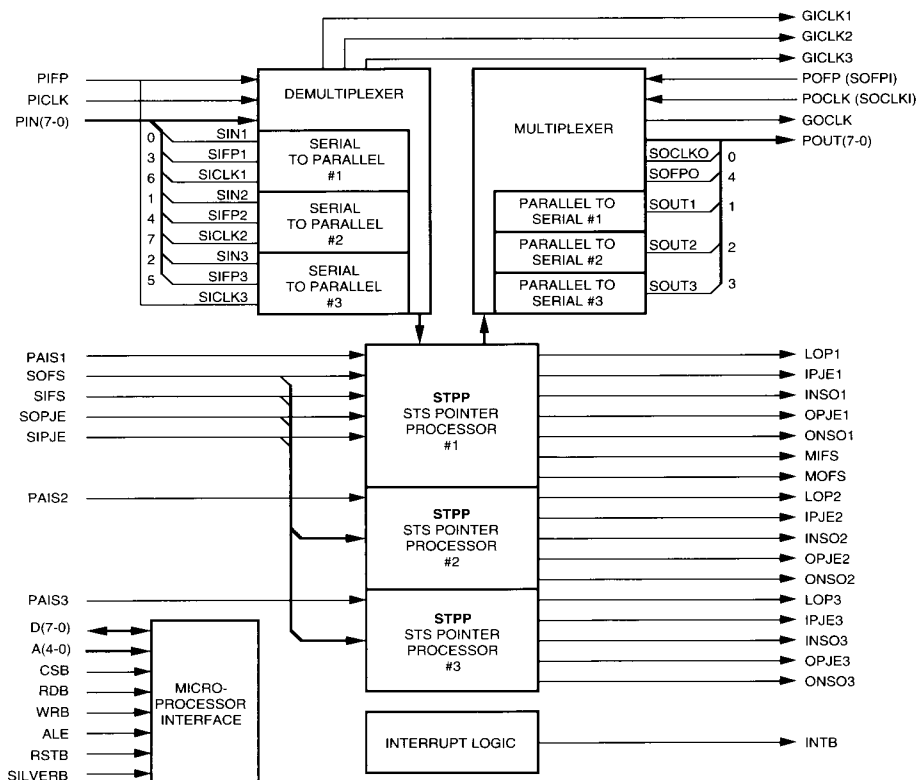 GICLK1
GICLK2
GICLK3
PIFP
PICLK
PIN(7-0)
DEMULTIPLEXER
0 SIN1
3 SIFP1
6 SICLK1
1 SIN2
4 SIFP2
7 SICLK2
2 SIN3
5 SIFP3
SICLK3
SERIAL
TO PARALLEL
#1
SERIAL
TO PARALLEL
#2
SERIAL
TO PARALLEL
#3
MULTIPLEXER
PARALLEL TO
SERIAL #1
PARALLEL TO
SERIAL #2
PARALLEL TO
SERIAL #3
POFP (SOFPI)
POCLK (SOCLKI)
GOCLK
POUT(7-0)
SOCLKO 0
SOFPO 4
SOUT1 1
SOUT2 2
SOUT3 3
PAIS1
SOFS
SIFS
SOPJE
SIPJE
PAIS2
PAIS3
STPP
STS POINTER
PROCESSOR
#1
STPP
STS POINTER
PROCESSOR
#2
STPP
STS POINTER
PROCESSOR
#3
LOP1
IPJE1
INSO1
OPJE1
ONSO1
MIFS
MOFS
LOP2
IPJE2
INSO2
OPJE2
ONSO2
LOP3
IPJE3
INSO3
OPJE3
ONSO3
D(7-0)
A(4-0)
CSB
RDB
WRB
ALE
RSTB
SILVERB
MICRO-
PROCESSOR
INTERFACE
INTERRUPT LOGIC
INTB